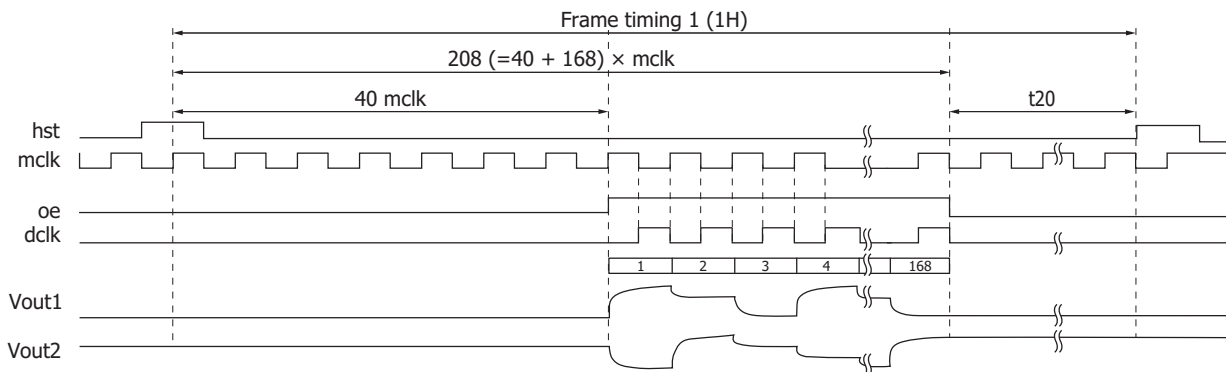 Frame timing 1 (1H)
208 (=40 + 168) × mclk
40 mclk
t20
hst
mclk
oe
dclk
1 2 3 4 168
Vout1
Vout2